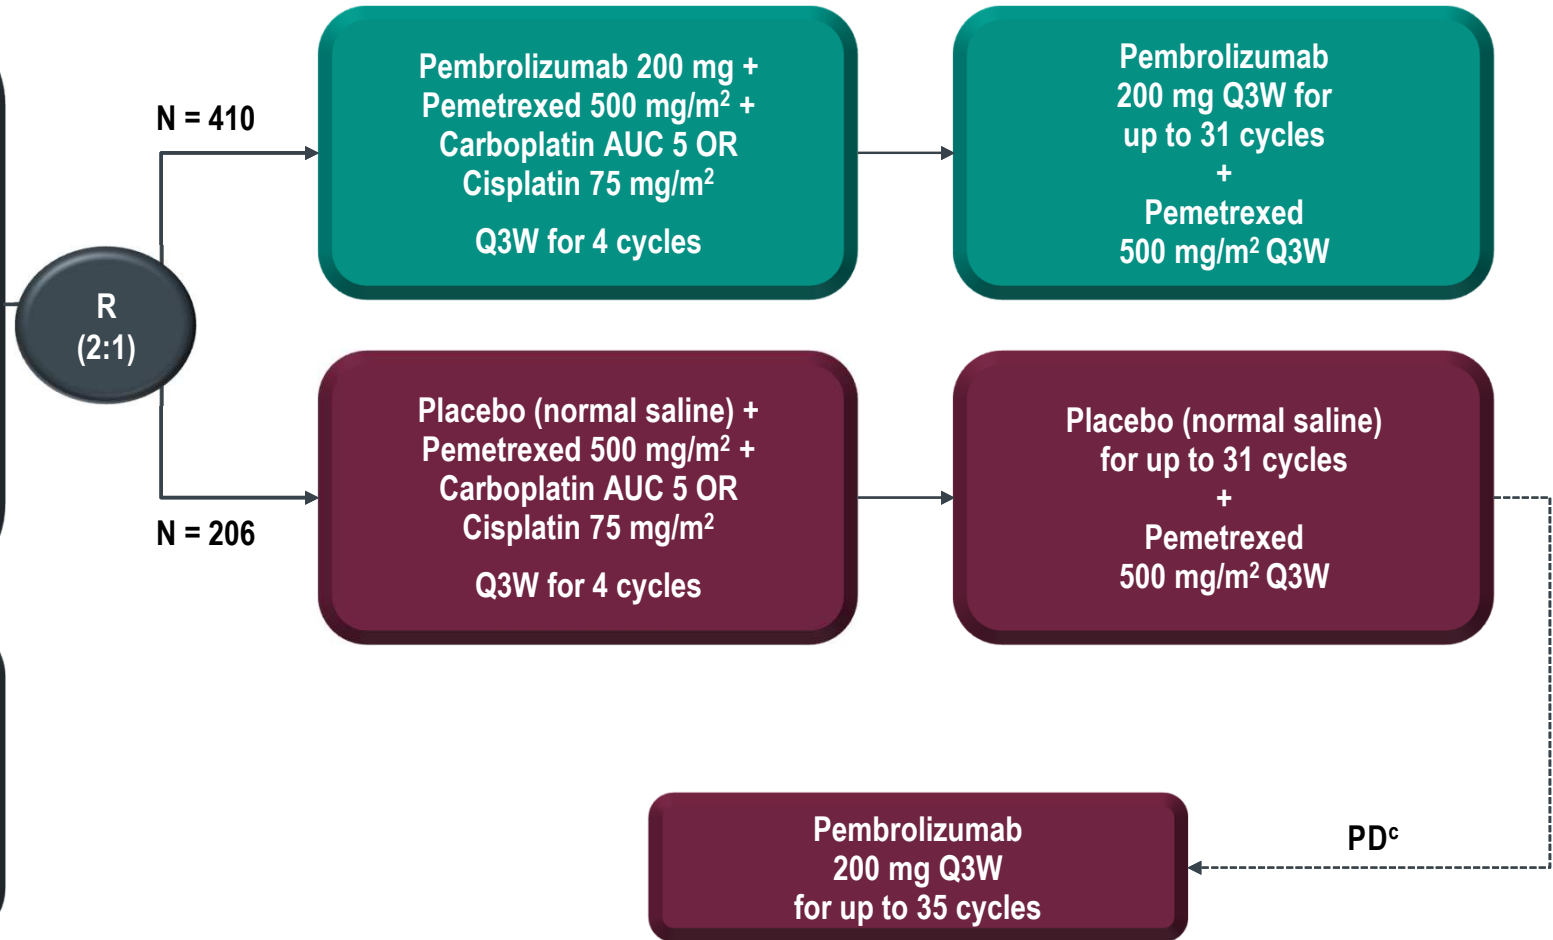 N = 410
R
(2:1)
N = 206
Pembrolizumab 200 mg +
Pemetrexed 500 mg/m² +
Carboplatin AUC 5 OR
Cisplatin 75 mg/m²
Q3W for 4 cycles
Pembrolizumab
200 mg Q3W for
up to 31 cycles
+
Pemetrexed
500 mg/m² Q3W
Placebo (normal saline) +
Pemetrexed 500 mg/m² +
Carboplatin AUC 5 OR
Cisplatin 75 mg/m²
Q3W for 4 cycles
Placebo (normal saline)
for up to 31 cycles
+
Pemetrexed
500 mg/m² Q3W
PDᶜ
Pembrolizumab
200 mg Q3W
for up to 35 cycles